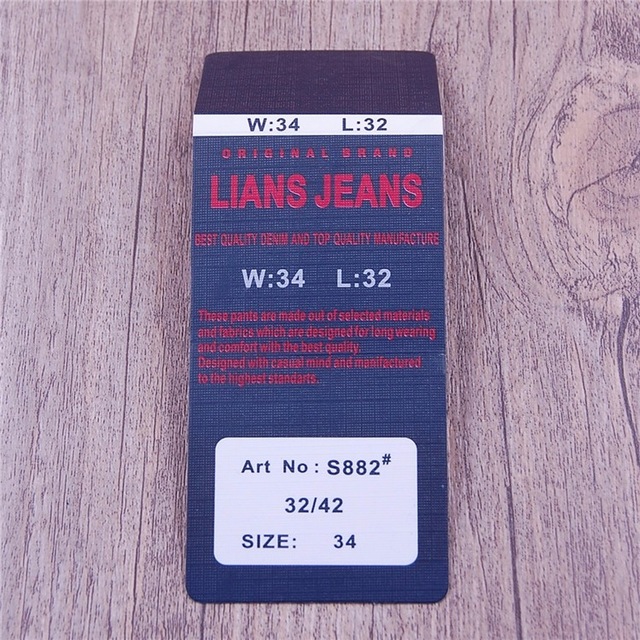 W:34 L:32
ORIGINAL BRAND
LIANS JEANS
BEST QUALITY DENIM AND TOP QUALITY MANUFACTURE
W:34 L:32
These pants are made out of selected materials
and fabrics which are designed for long wearing
and comfort with the best quality.
Designed with casual mind and manifactured
to the highest standarts.
Art No : S882#
32/42
SIZE: 34